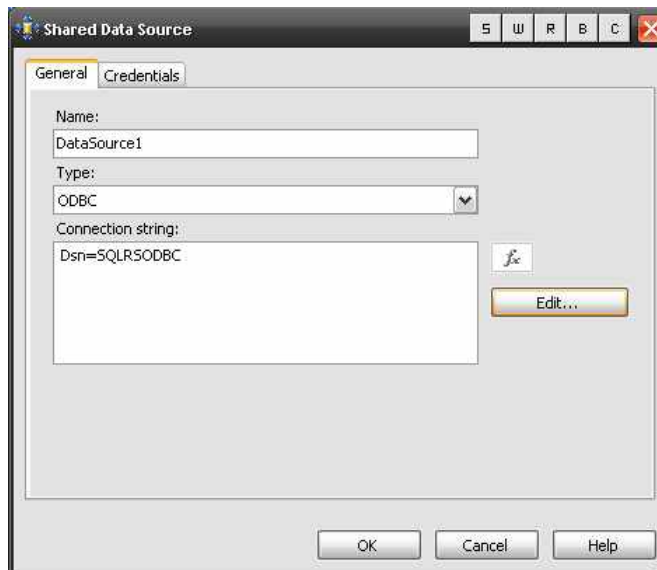 Shared Data Source S W R B C
General Credentials
Name:
DataSource1
Type:
ODBC
Connection string:
Dsn=SQLRSODBC
fx
Edit...
OK Cancel Help